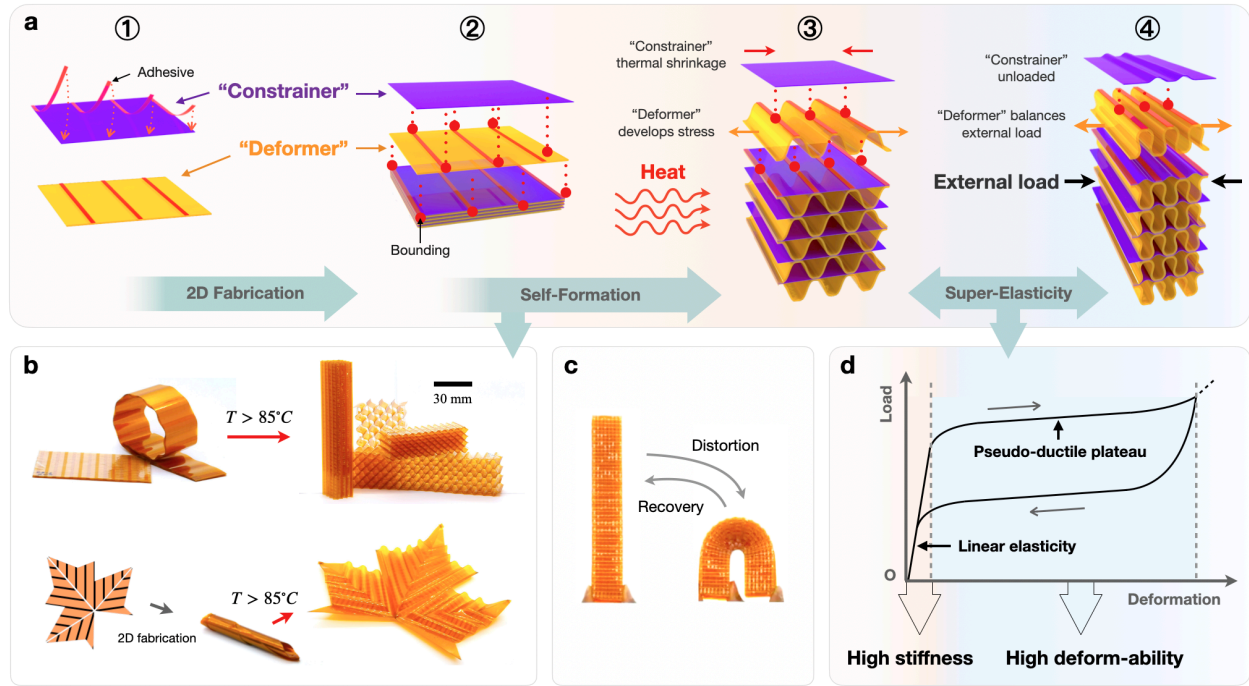 a
①
②
③
④
Adhesive
“Constrainer”
“Deformer”
Bounding
“Constrainer”
thermal shrinkage
“Deformer”
develops stress
Heat
“Constrainer”
unloaded
“Deformer” balances
external load
External load
2D Fabrication
Self-Formation
Super-Elasticity
b
T > 85°C
30 mm
2D fabrication
T > 85°C
c
Distortion
Recovery
d
Load
Pseudo-ductile plateau
Linear elasticity
O
Deformation
High stiffness
High deform-ability